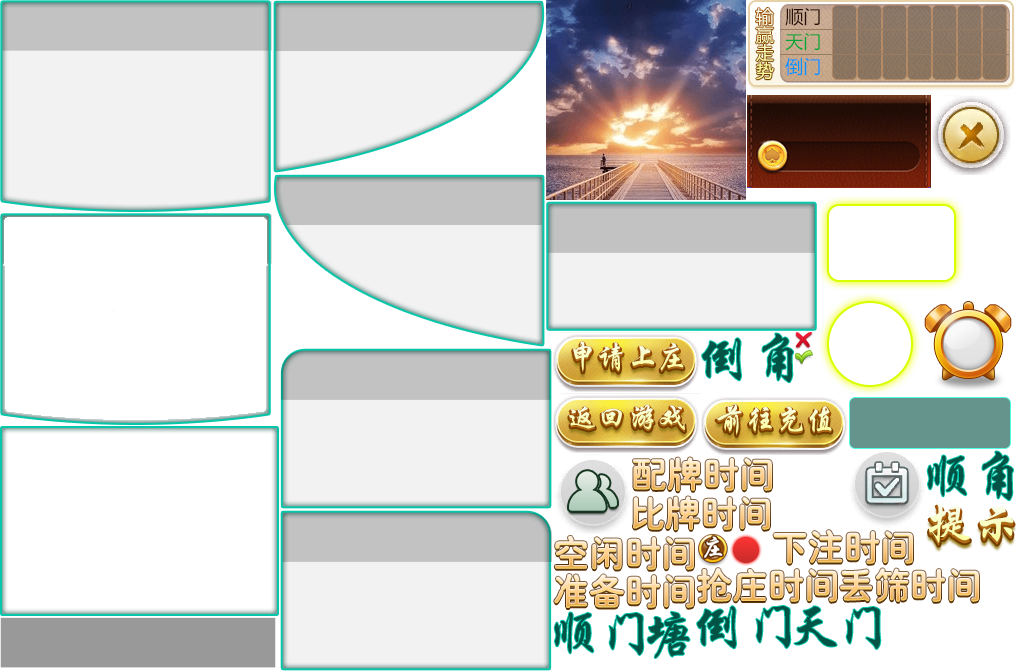 输赢走势
顺门
天门
倒门
申请上庄
倒 角
返回游戏
前往充值
配牌时间
比牌时间
顺 角
提示
空闲时间
庄
下注时间
准备时间
抢庄时间
丢筛时间
顺 门
塘
倒 门
天 门